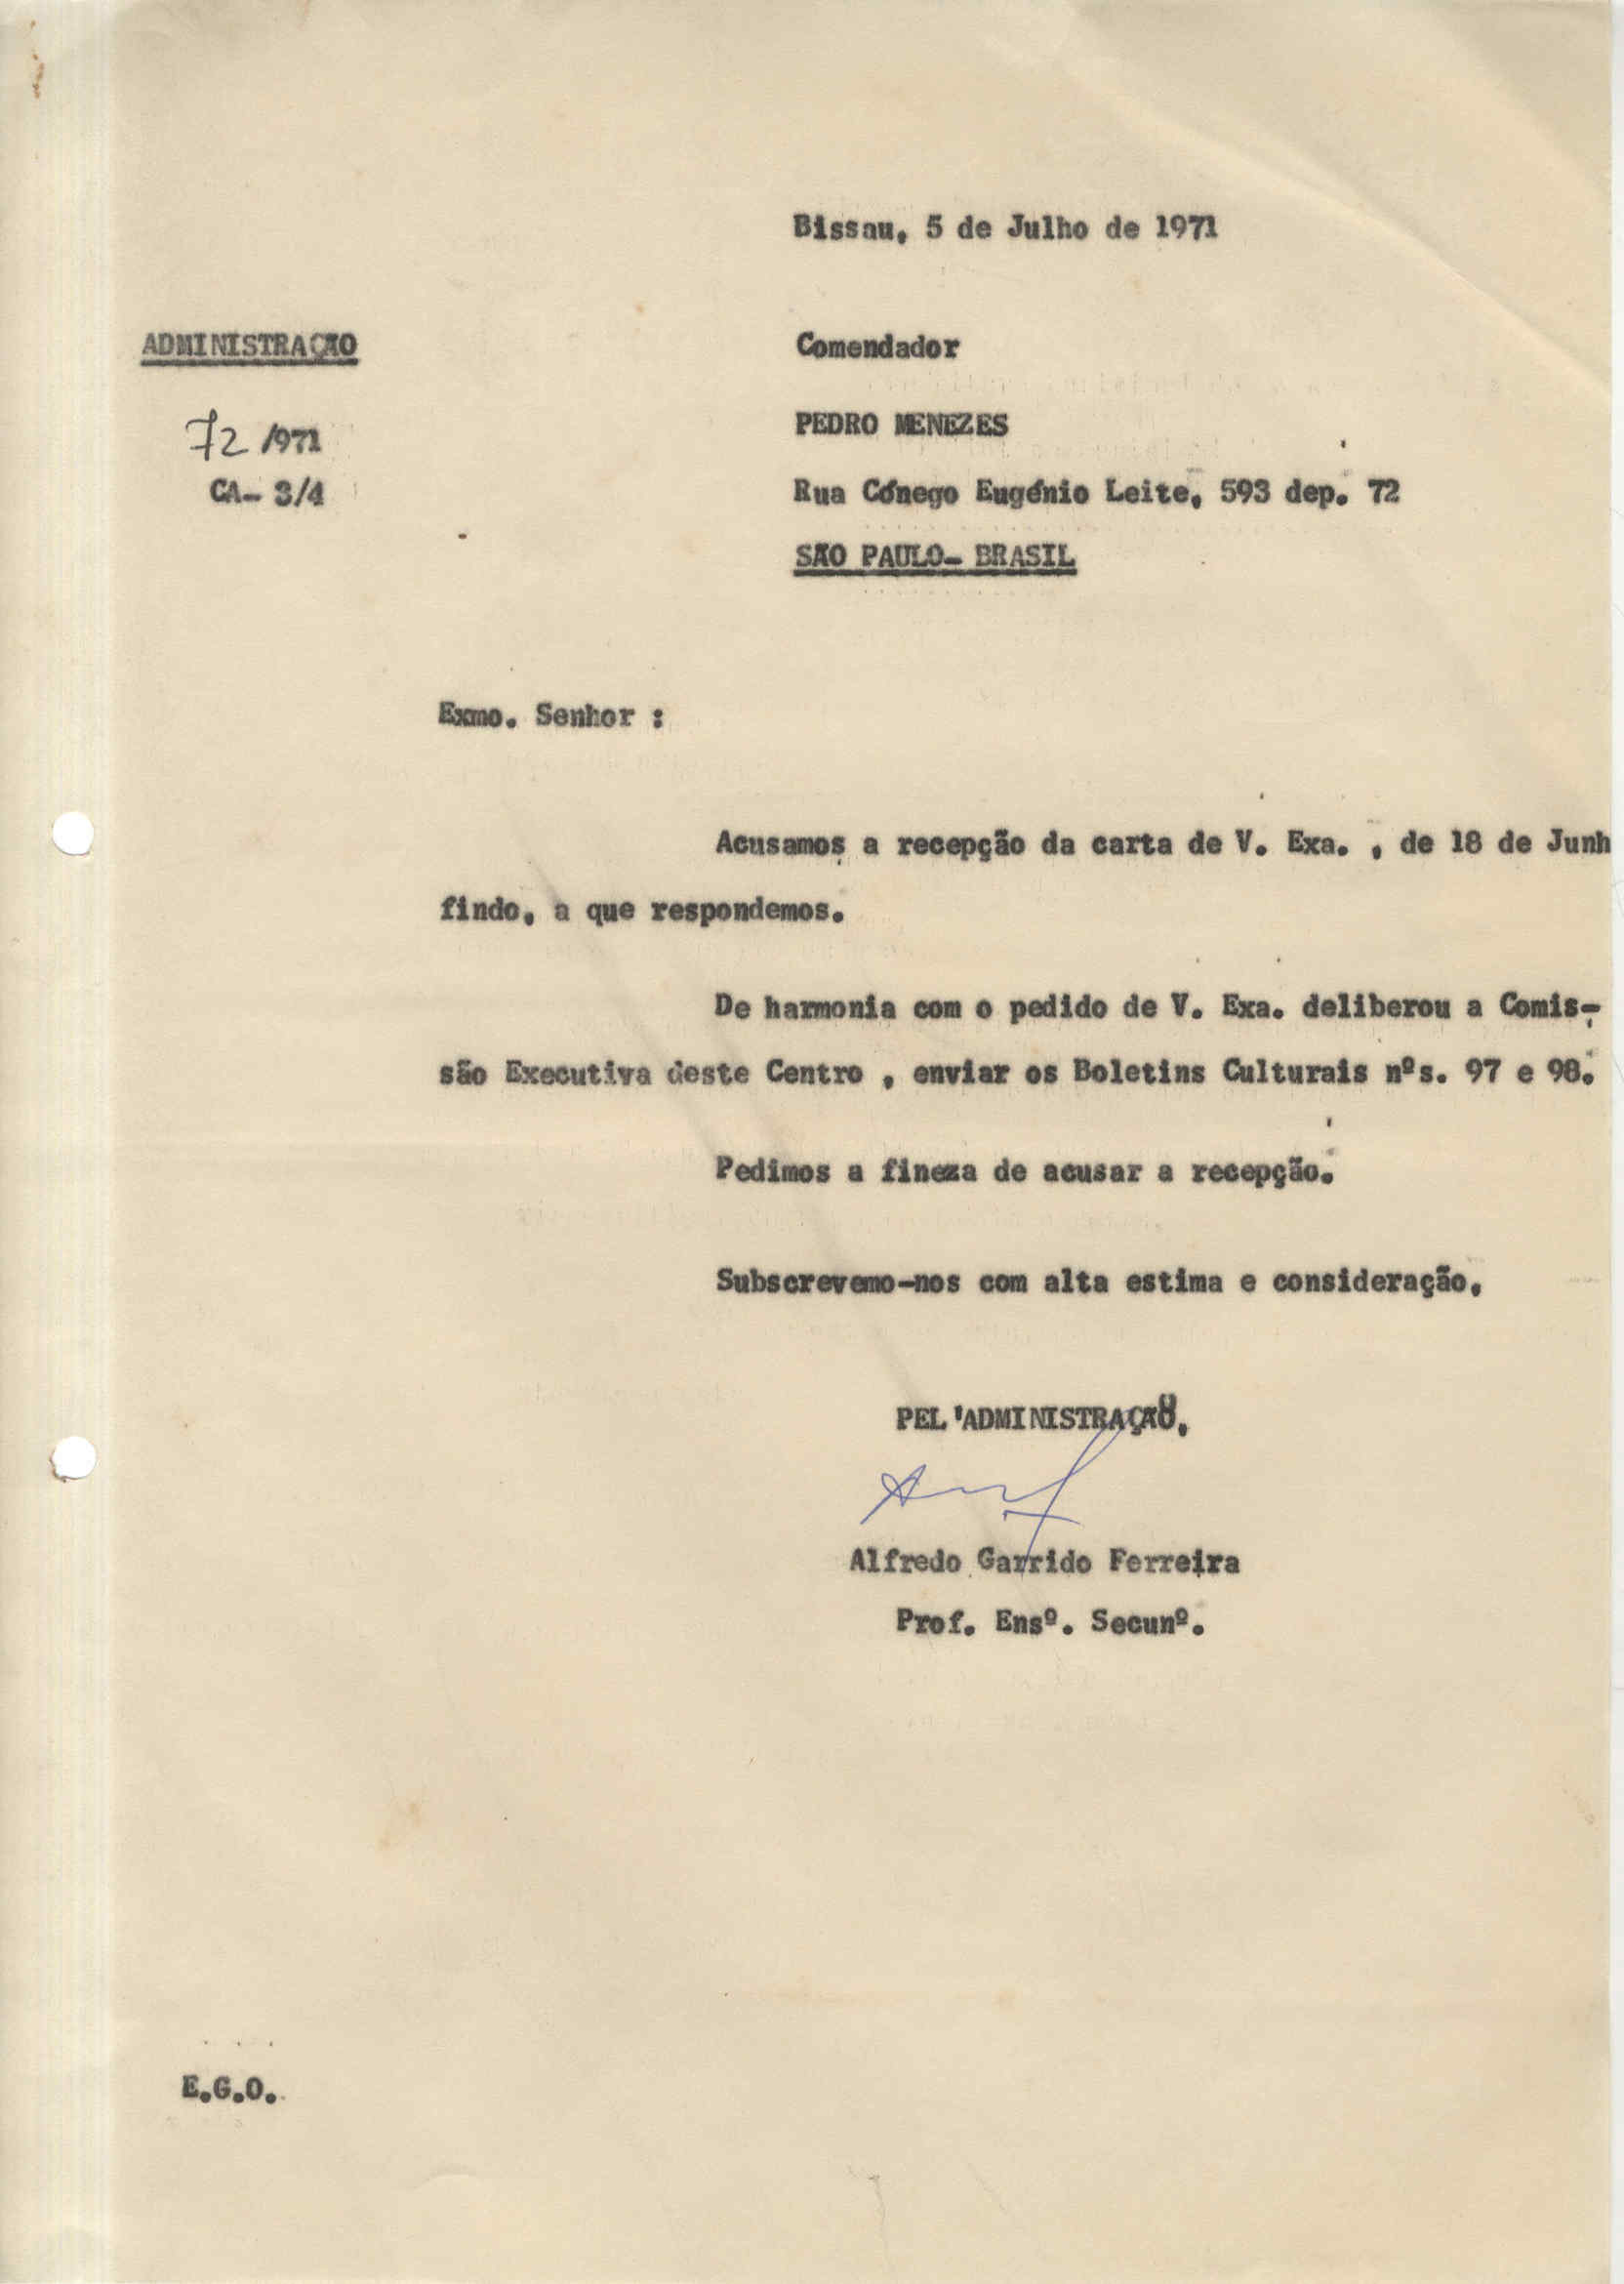 Bissau, 5 de Julho de 1971
ADMINISTRAÇÃO
Comendador
72/971
PEDRO MENEZES
CA- 3/4
Rua Cónego Eugénio Leite, 593 dep. 72
SÃO PAULO- BRASIL
Exmo. Senhor :
Acusamos a recepção da carta de V. Exa. , de 18 de Junh
findo, a que respondemos.
De harmonia com o pedido de V. Exa. deliberou a Comis-
são Executiva deste Centro , enviar os Boletins Culturais nºs. 97 e 98.
Pedimos a fineza de acusar a recepção.
Subscrevemo-nos com alta estima e consideração,
PEL'ADMINISTRAÇÃO,
Alfredo Garrido Ferreira
Prof. Ensº. Secunº.
E.G.O.